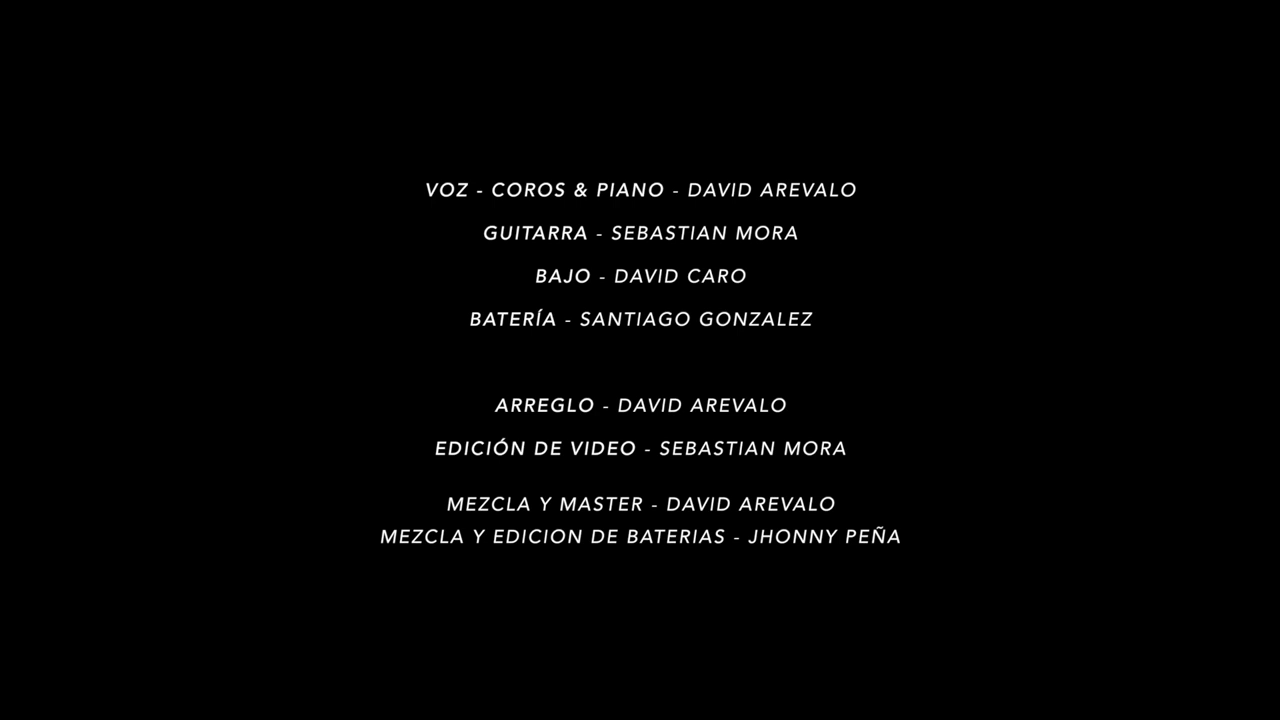 VOZ - COROS & PIANO - DAVID AREVALO
GUITARRA - SEBASTIAN MORA
BAJO - DAVID CARO
BATERÍA - SANTIAGO GONZALEZ
ARREGLO - DAVID AREVALO
EDICIÓN DE VIDEO - SEBASTIAN MORA
MEZCLA Y MASTER - DAVID AREVALO
MEZCLA Y EDICION DE BATERIAS - JHONNY PEÑA